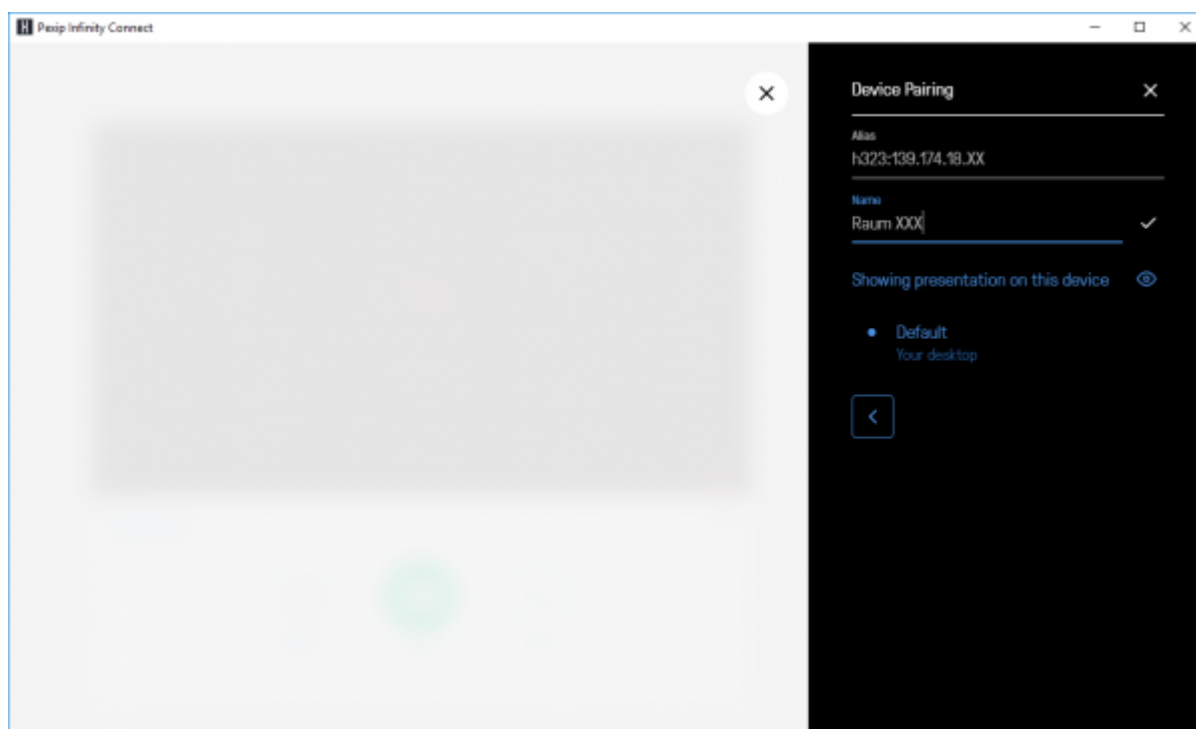 Pexip Infinity Connect
Device Pairing
Alias
h323:139.174.18.XX
Name
Raum XXX
Showing presentation on this device
Default
Your desktop